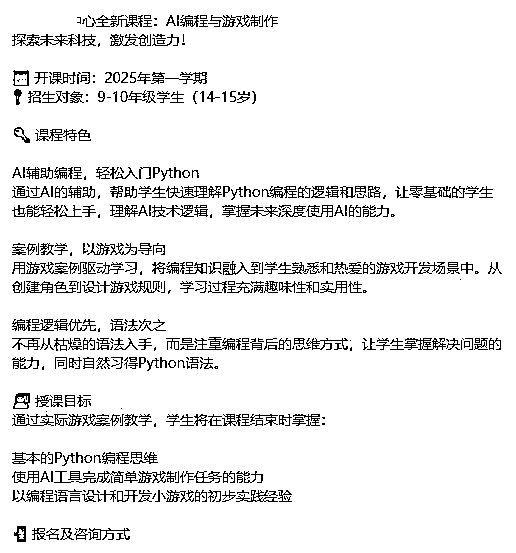 心全新课程：AI编程与游戏制作
探索未来科技，激发创造力！
开课时间：2025年第一学期
招生对象：9-10年级学生（14-15岁）
课程特色
AI辅助编程，轻松入门Python
通过AI的辅助，帮助学生快速理解Python编程的逻辑和思路，让零基础的学生
也能轻松上手，理解AI技术逻辑，掌握未来深度使用AI的能力。
案例教学，以游戏为导向
用游戏案例驱动学习，将编程知识融入到学生熟悉和热爱的游戏开发场景中。从
创建角色到设计游戏规则，学习过程充满趣味性和实用性。
编程逻辑优先，语法次之
不再从枯燥的语法入手，而是注重编程背后的思维方式，让学生掌握解决问题的
能力，同时自然习得Python语法。
授课目标
通过实际游戏案例教学，学生将在课程结束时掌握：
基本的Python编程思维
使用AI工具完成简单游戏制作任务的能力
以编程语言设计和开发小游戏的初步实践经验
报名及咨询方式